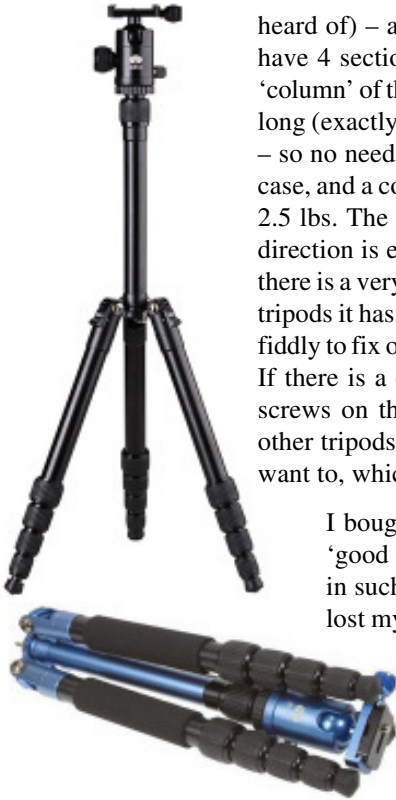 heard of) – a
have 4 sectio
‘column’ of th
long (exactly
– so no need
case, and a co
2.5 lbs. The
direction is e
there is a very
tripods it has
fiddly to fix o
If there is a
screws on th
other tripods
want to, whic
I boug
‘good
in such
lost my